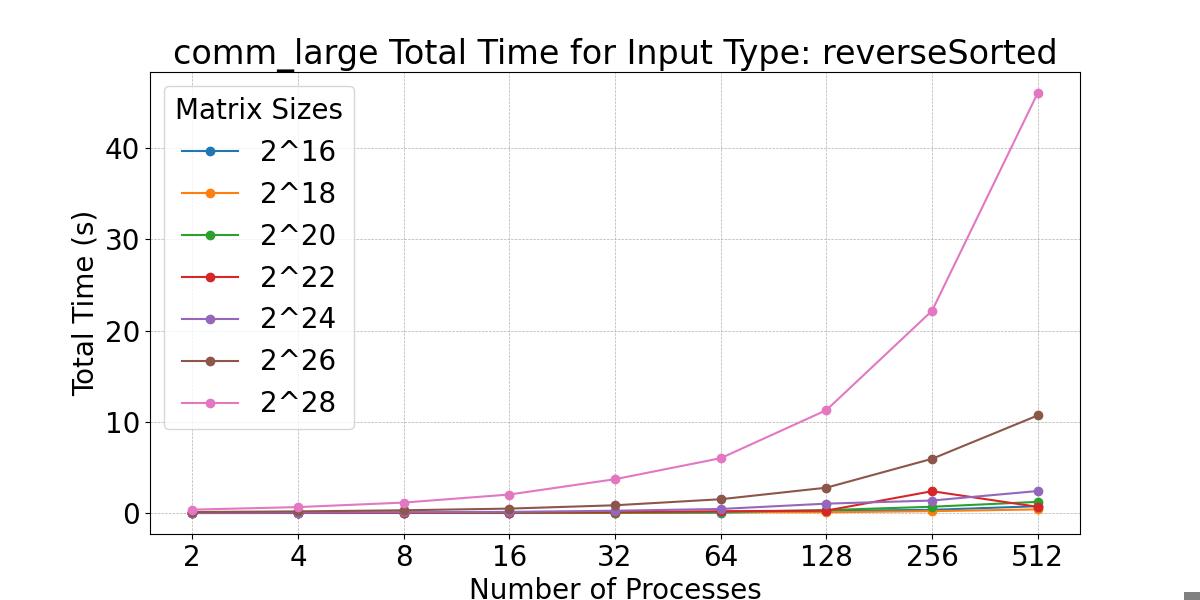 comm_large Total Time for Input Type: reverseSorted
Matrix Sizes
2^16
2^18
2^20
2^22
2^24
2^26
2^28
Total Time (s)
40
30
20
10
0
2 4 8 16 32 64 128 256 512
Number of Processes